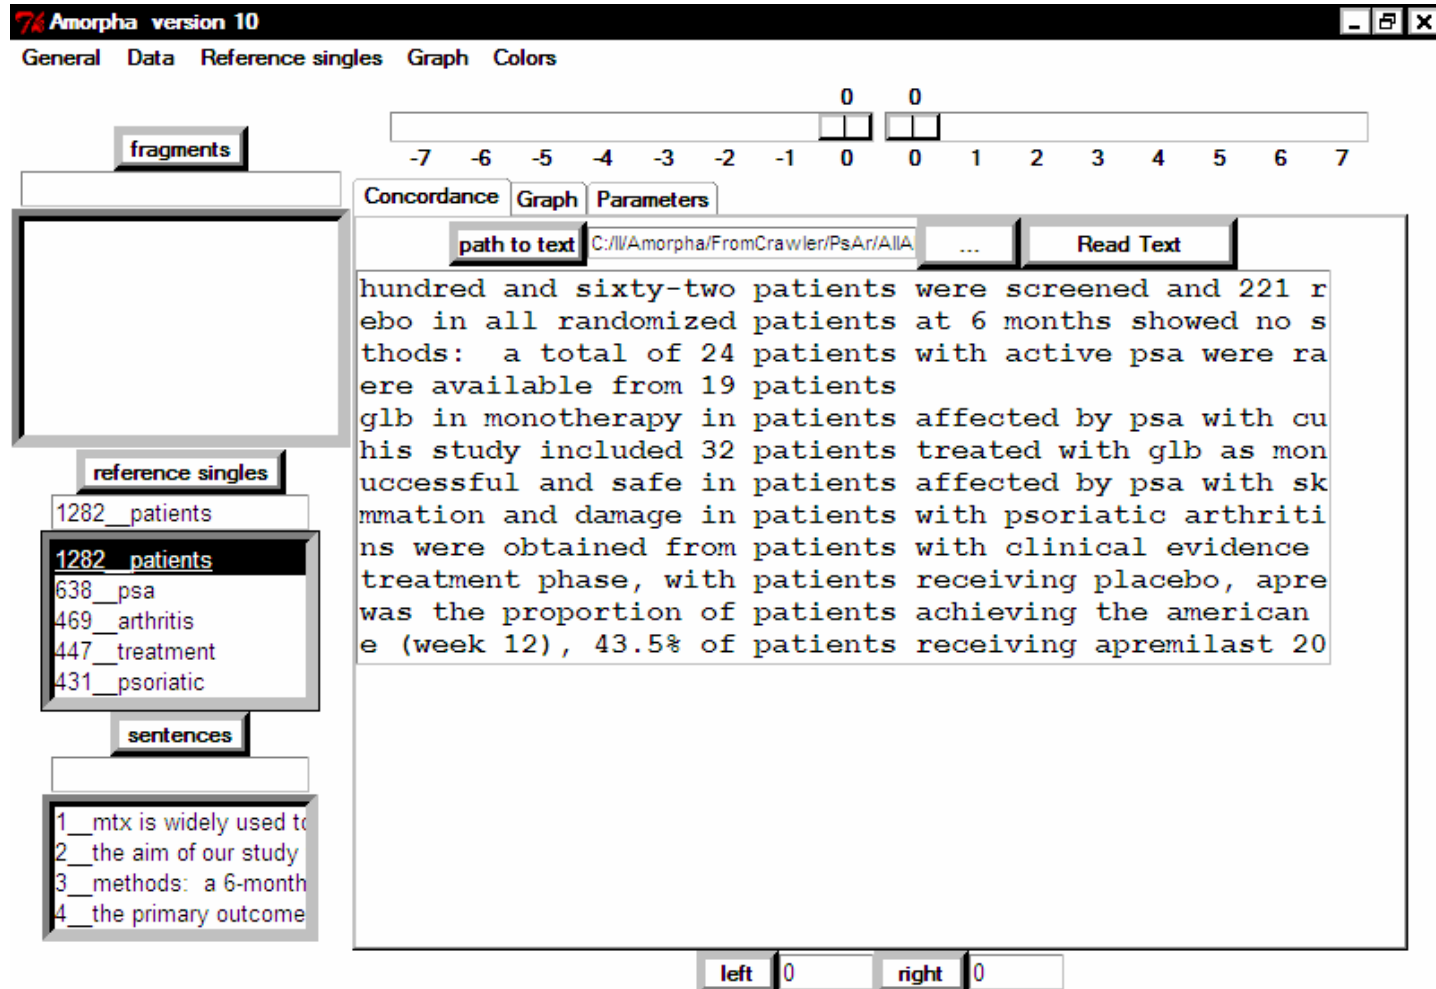 Amorpha version 10
General Data Reference singles Graph Colors
0 0
-7 -6 -5 -4 -3 -2 -1 0 0 1 2 3 4 5 6 7
fragments
Concordance Graph Parameters
path to text C:/II/Amorpha/FromCrawler/PsAr/AllA ... Read Text
hundred and sixty-two patients were screened and 221 r
ebo in all randomized patients at 6 months showed no s
thods:  a total of 24 patients with active psa were ra
ere available from 19 patients
glb in monotherapy in patients affected by psa with cu
his study included 32 patients treated with glb as mon
uccessful and safe in patients affected by psa with sk
mmation and damage in patients with psoriatic arthriti
ns were obtained from patients with clinical evidence
treatment phase, with patients receiving placebo, apre
was the proportion of patients achieving the american
e (week 12), 43.5% of patients receiving apremilast 20
reference singles
1282__patients
1282__patients
638__psa
469__arthritis
447__treatment
431__psoriatic
sentences
1__mtx is widely used to
2__the aim of our study
3__methods:  a 6-month
4__the primary outcome
left 0 right 0